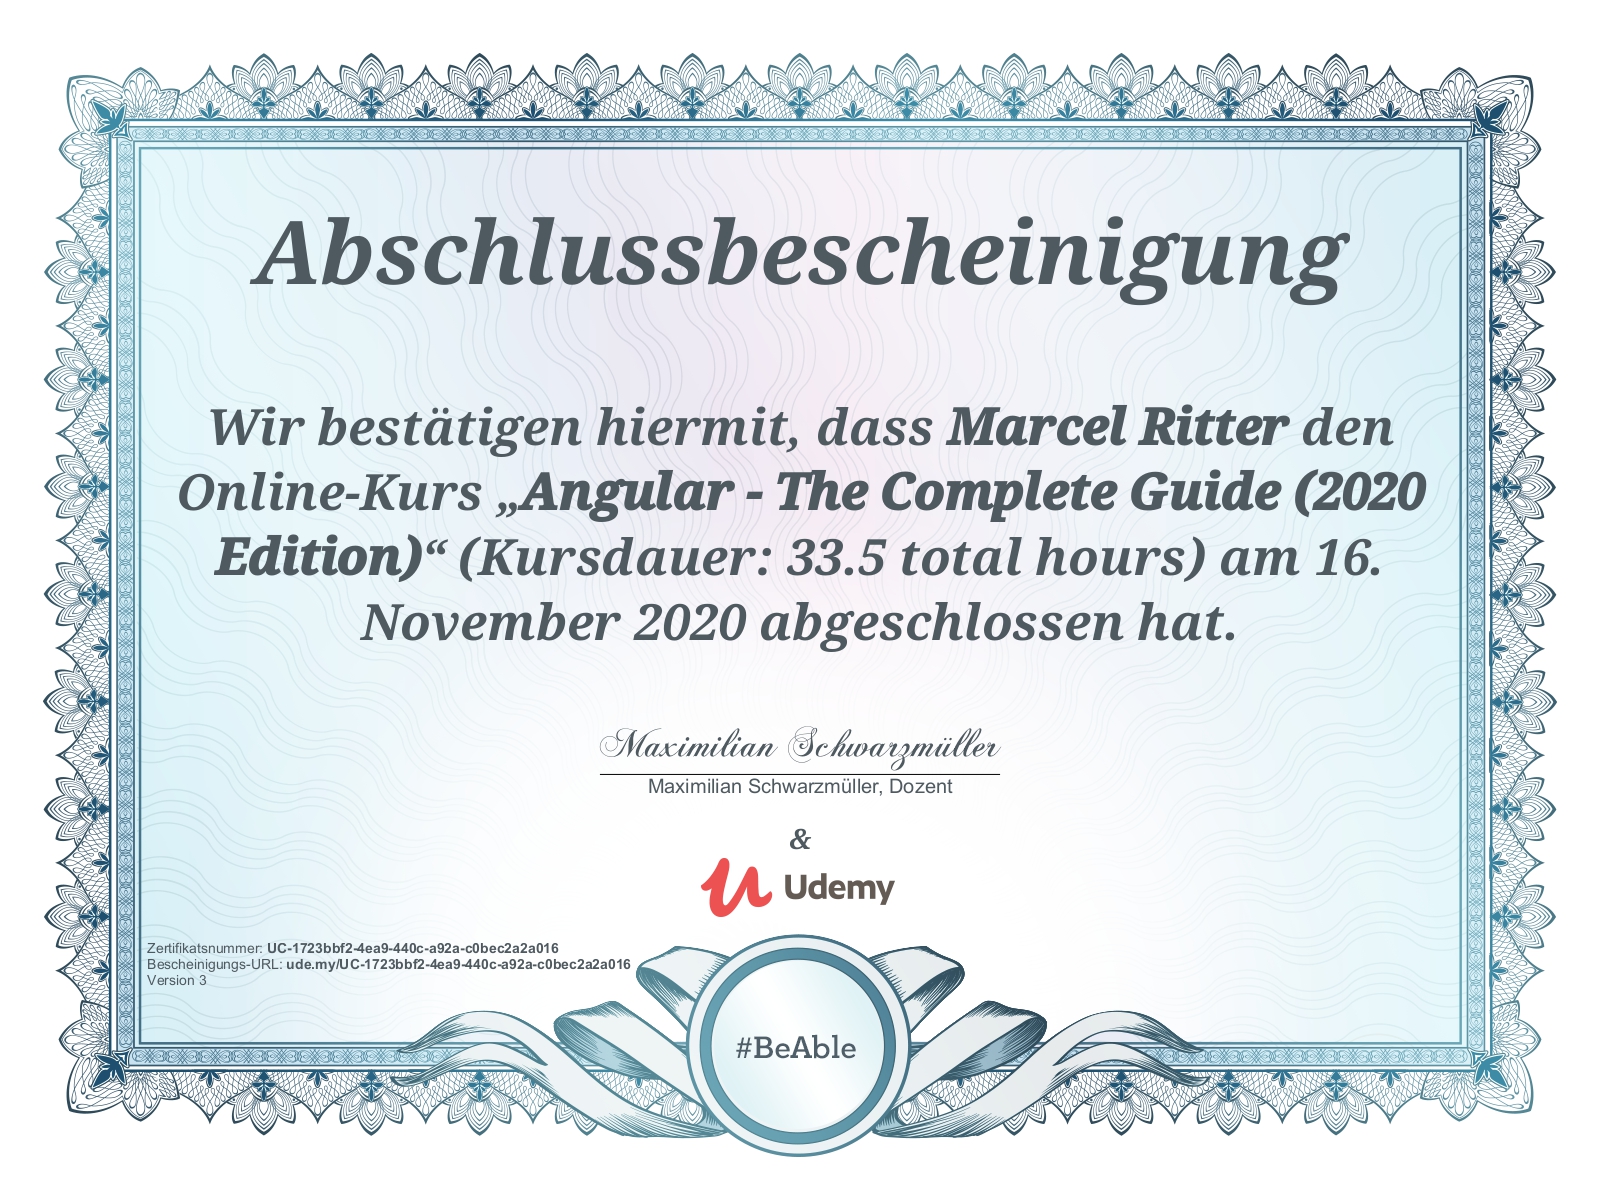 Abschlussbescheinigung
Wir bestätigen hiermit, dass Marcel Ritter den
Online-Kurs „Angular - The Complete Guide (2020
Edition)“ (Kursdauer: 33.5 total hours) am 16.
November 2020 abgeschlossen hat.
Maximilian Schwarzmüller
Maximilian Schwarzmüller, Dozent
&
Udemy
Zertifikatsnummer: UC-1723bbf2-4ea9-440c-a92a-c0bec2a2a016
Bescheinigungs-URL: ude.my/UC-1723bbf2-4ea9-440c-a92a-c0bec2a2a016
Version 3
#BeAble